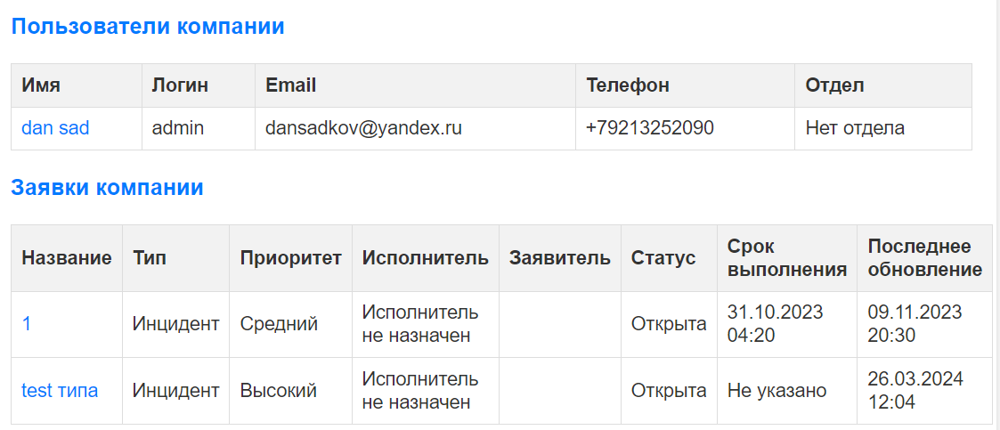 Пользователи компании
Имя Логин Email Телефон Отдел
dan sad admin dansadkov@yandex.ru +79213252090 Нет отдела
Заявки компании
Название Тип Приоритет Исполнитель Заявитель Статус Срок выполнения Последнее обновление
1 Инцидент Средний Исполнитель не назначен Открыта 31.10.2023 04:20 09.11.2023 20:30
test типа Инцидент Высокий Исполнитель не назначен Открыта Не указано 26.03.2024 12:04